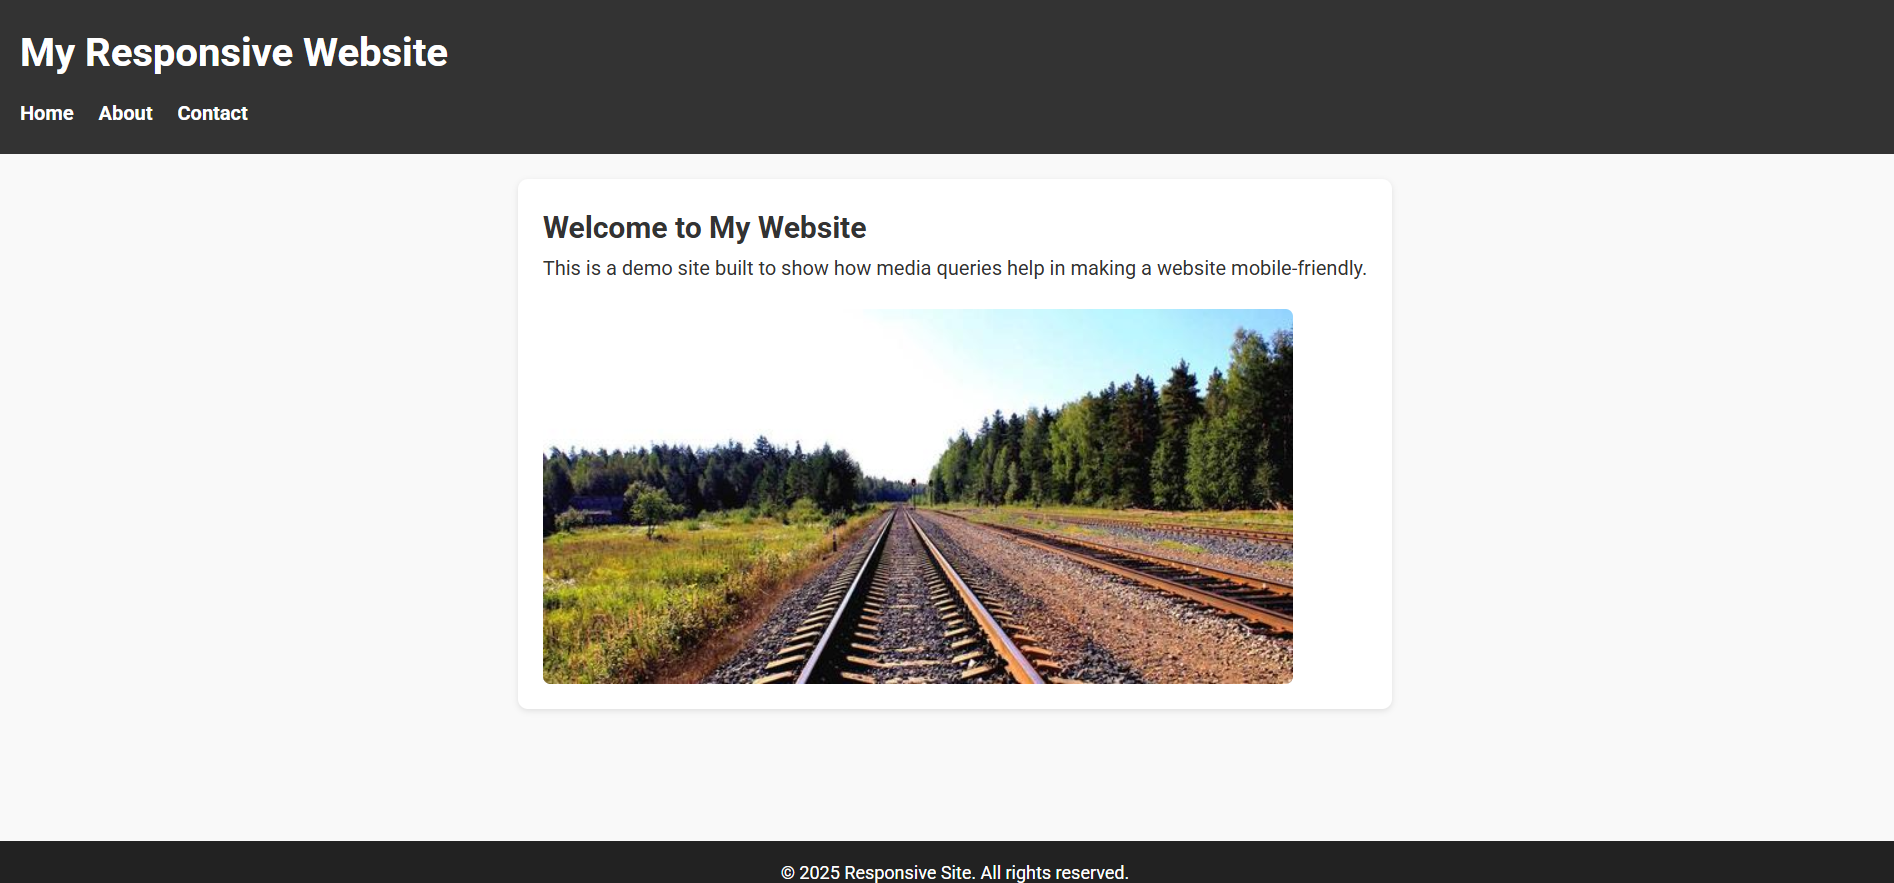 My Responsive Website
Home About Contact
Welcome to My Website
This is a demo site built to show how media queries help in making a website mobile-friendly.
© 2025 Responsive Site. All rights reserved.